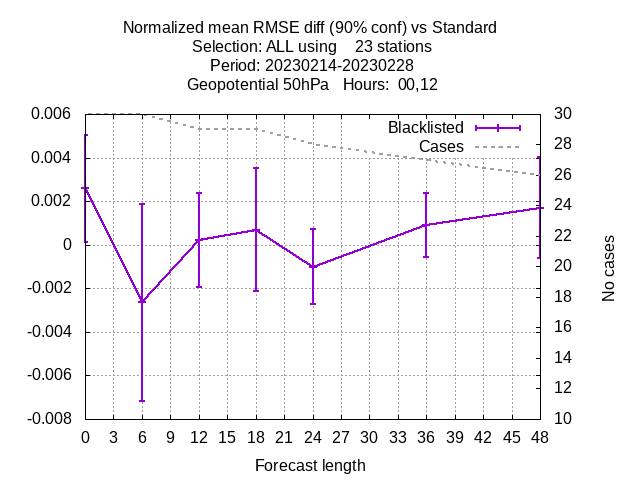 Normalized mean RMSE diff (90% conf) vs Standard
Selection: ALL using 23 stations
Period: 20230214-20230228
Geopotential 50hPa Hours: 00,12
Blacklisted
Cases
0.006
0.004
0.002
0
-0.002
-0.004
-0.006
-0.008
30
28
26
24
22
20
18
16
14
12
10
No cases
0 3 6 9 12 15 18 21 24 27 30 33 36 39 42 45 48
Forecast length